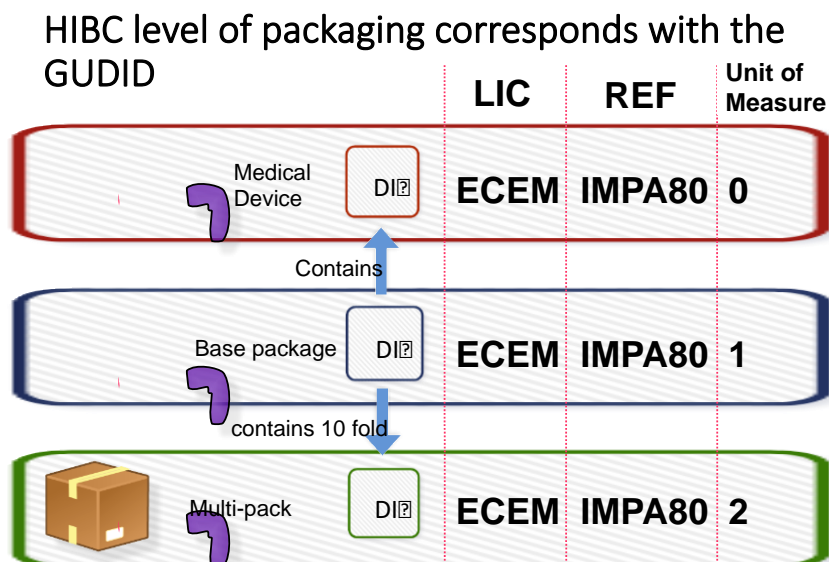 HIBC level of packaging corresponds with the
GUDID
LIC REF Unit of
Measure
Medical
Device
DI ECEM IMPA80 0
Contains
Base package DI ECEM IMPA80 1
contains 10 fold
Multi-pack DI ECEM IMPA80 2